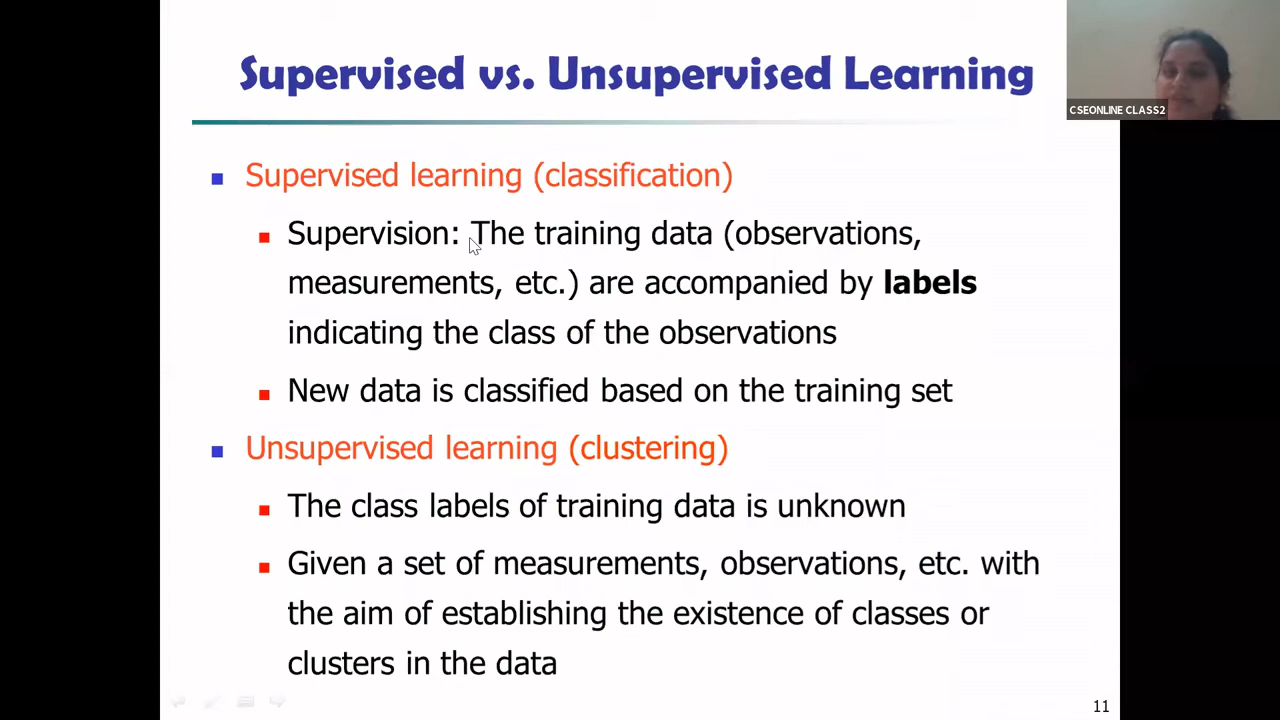 Supervised vs. Unsupervised Learning
CSEONLINE CLASS2
Supervised learning (classification)
Supervision: The training data (observations,
measurements, etc.) are accompanied by labels
indicating the class of the observations
New data is classified based on the training set
Unsupervised learning (clustering)
The class labels of training data is unknown
Given a set of measurements, observations, etc. with
the aim of establishing the existence of classes or
clusters in the data
11